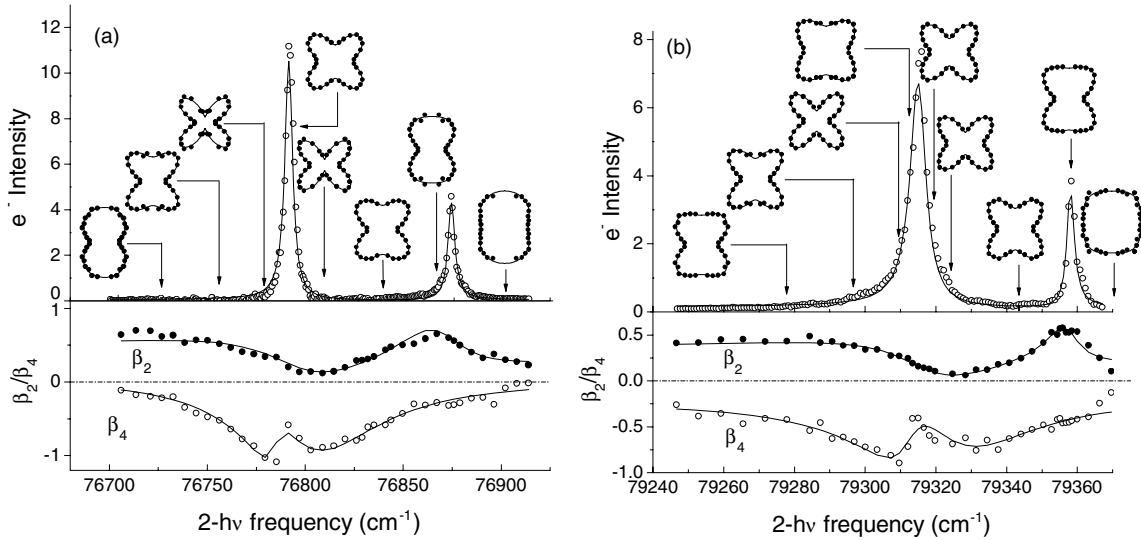 (a)
12
10
8
6
4
2
0
e⁻ Intensity
1
0
-1
β₂/β₄
β₂
β₄
76700 76750 76800 76850 76900
2-hν frequency (cm⁻¹)
(b)
8
6
4
2
0
e⁻ Intensity
0.5
0.0
-0.5
-1.0
β₂/β₄
β₂
β₄
79240 79260 79280 79300 79320 79340 79360
2-hν frequency (cm⁻¹)